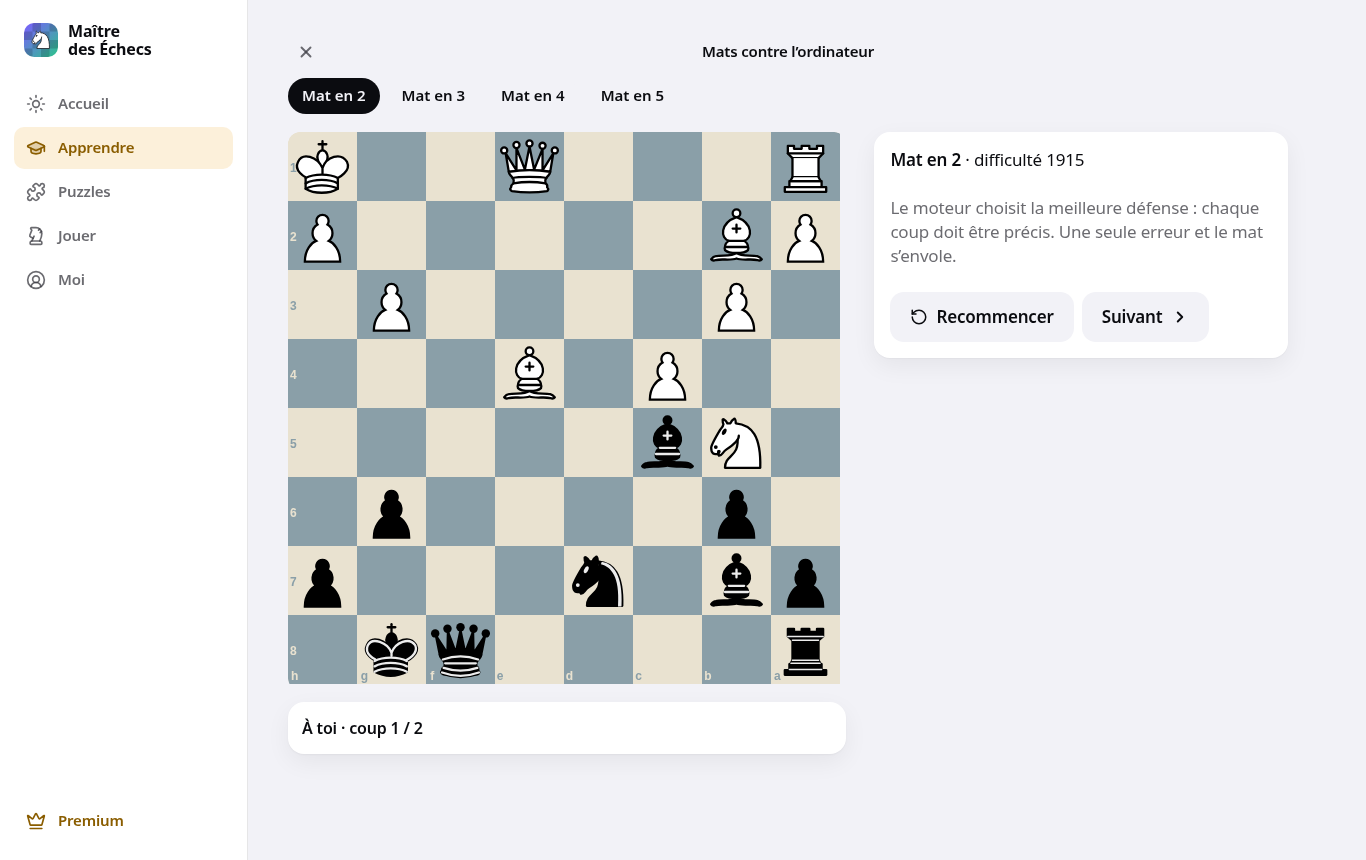 Maître
des Échecs
Accueil
Apprendre
Puzzles
Jouer
Moi
Premium
Mats contre l’ordinateur
Mat en 2
Mat en 3
Mat en 4
Mat en 5
1
2
3
4
5
6
7
8
h g f e d c b a
À toi · coup 1 / 2
Mat en 2 · difficulté 1915
Le moteur choisit la meilleure défense : chaque
coup doit être précis. Une seule erreur et le mat
s’envole.
Recommencer
Suivant